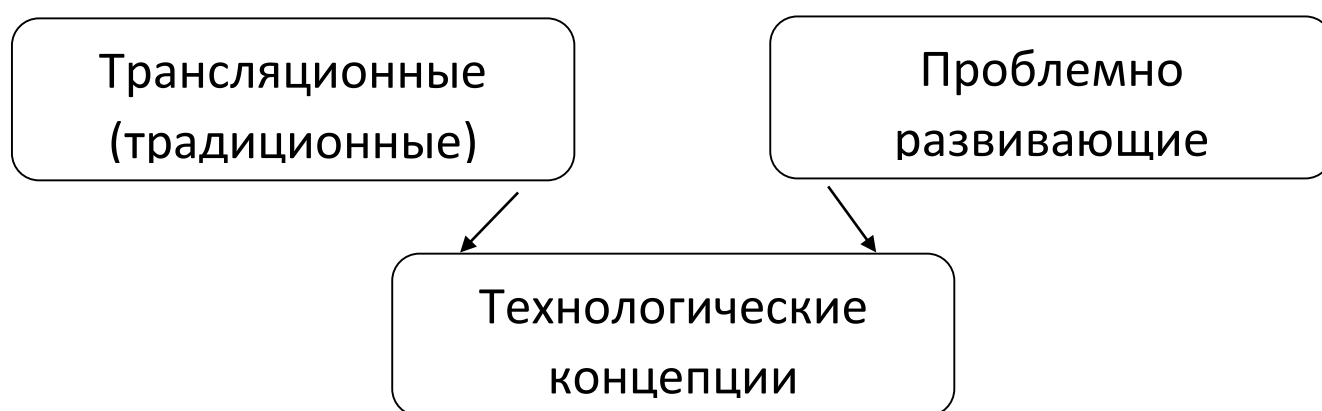 Трансляционные
(традиционные)
Проблемно
развивающие
Технологические
концепции